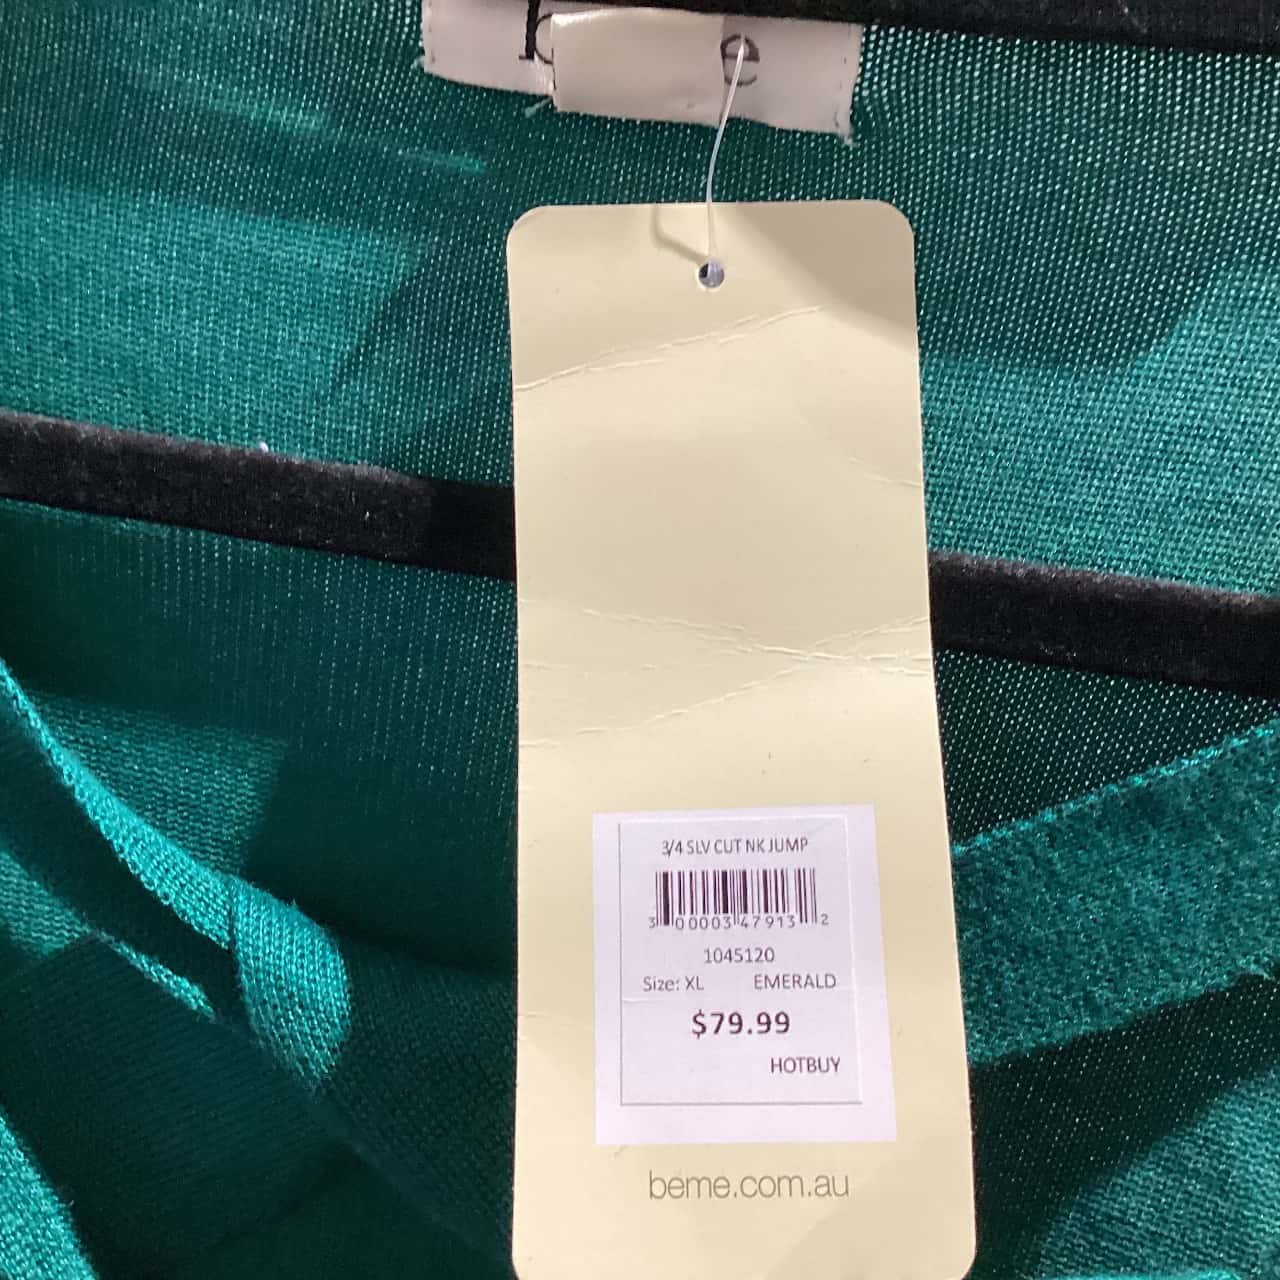 e
3/4 SLV CUT NK JUMP
3 00003 47913 2
1045120
Size: XL EMERALD
$79.99
HOTBUY
beme.com.au